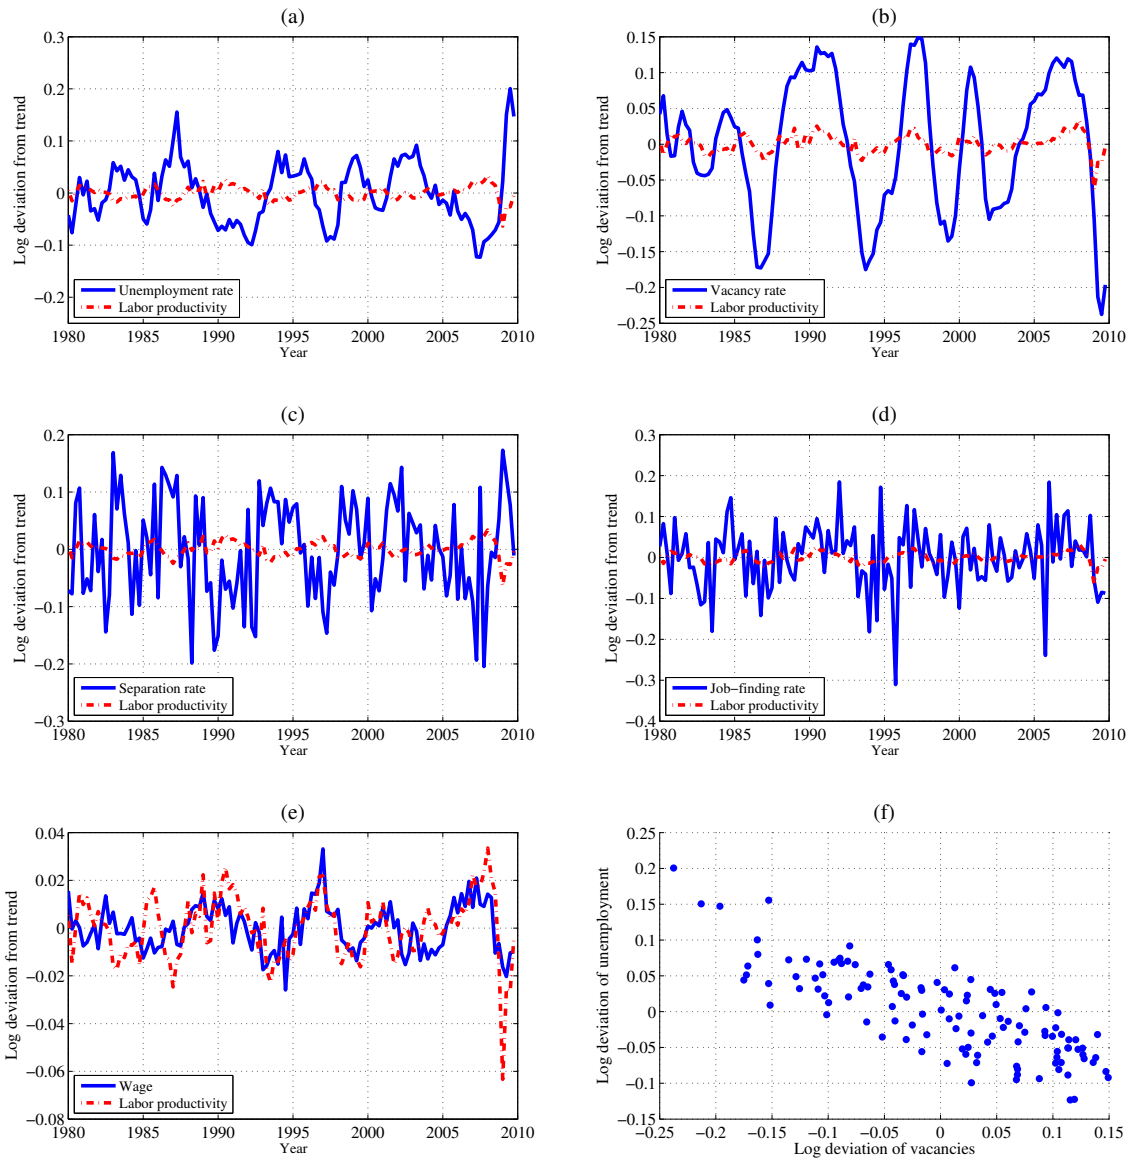 (a)
0.3
0.2
0.1
0
−0.1
−0.2
Log deviation from trend
Unemployment rate
Labor productivity
1980 1985 1990 1995 2000 2005 2010
Year
(b)
0.15
0.1
0.05
0
−0.05
−0.1
−0.15
−0.2
−0.25
Log deviation from trend
Vacancy rate
Labor productivity
1980 1985 1990 1995 2000 2005 2010
Year
(c)
0.2
0.1
0
−0.1
−0.2
−0.3
Log deviation from trend
Separation rate
Labor productivity
1980 1985 1990 1995 2000 2005 2010
Year
(d)
0.3
0.2
0.1
0
−0.1
−0.2
−0.3
−0.4
Log deviation from trend
Job−finding rate
Labor productivity
1980 1985 1990 1995 2000 2005 2010
Year
(e)
0.04
0.02
0
−0.02
−0.04
−0.06
−0.08
Log deviation from trend
Wage
Labor productivity
1980 1985 1990 1995 2000 2005 2010
Year
(f)
0.25
0.2
0.15
0.1
0.05
0
−0.05
−0.1
−0.15
Log deviation of unemployment
−0.25 −0.2 −0.15 −0.1 −0.05 0 0.05 0.1 0.15
Log deviation of vacancies